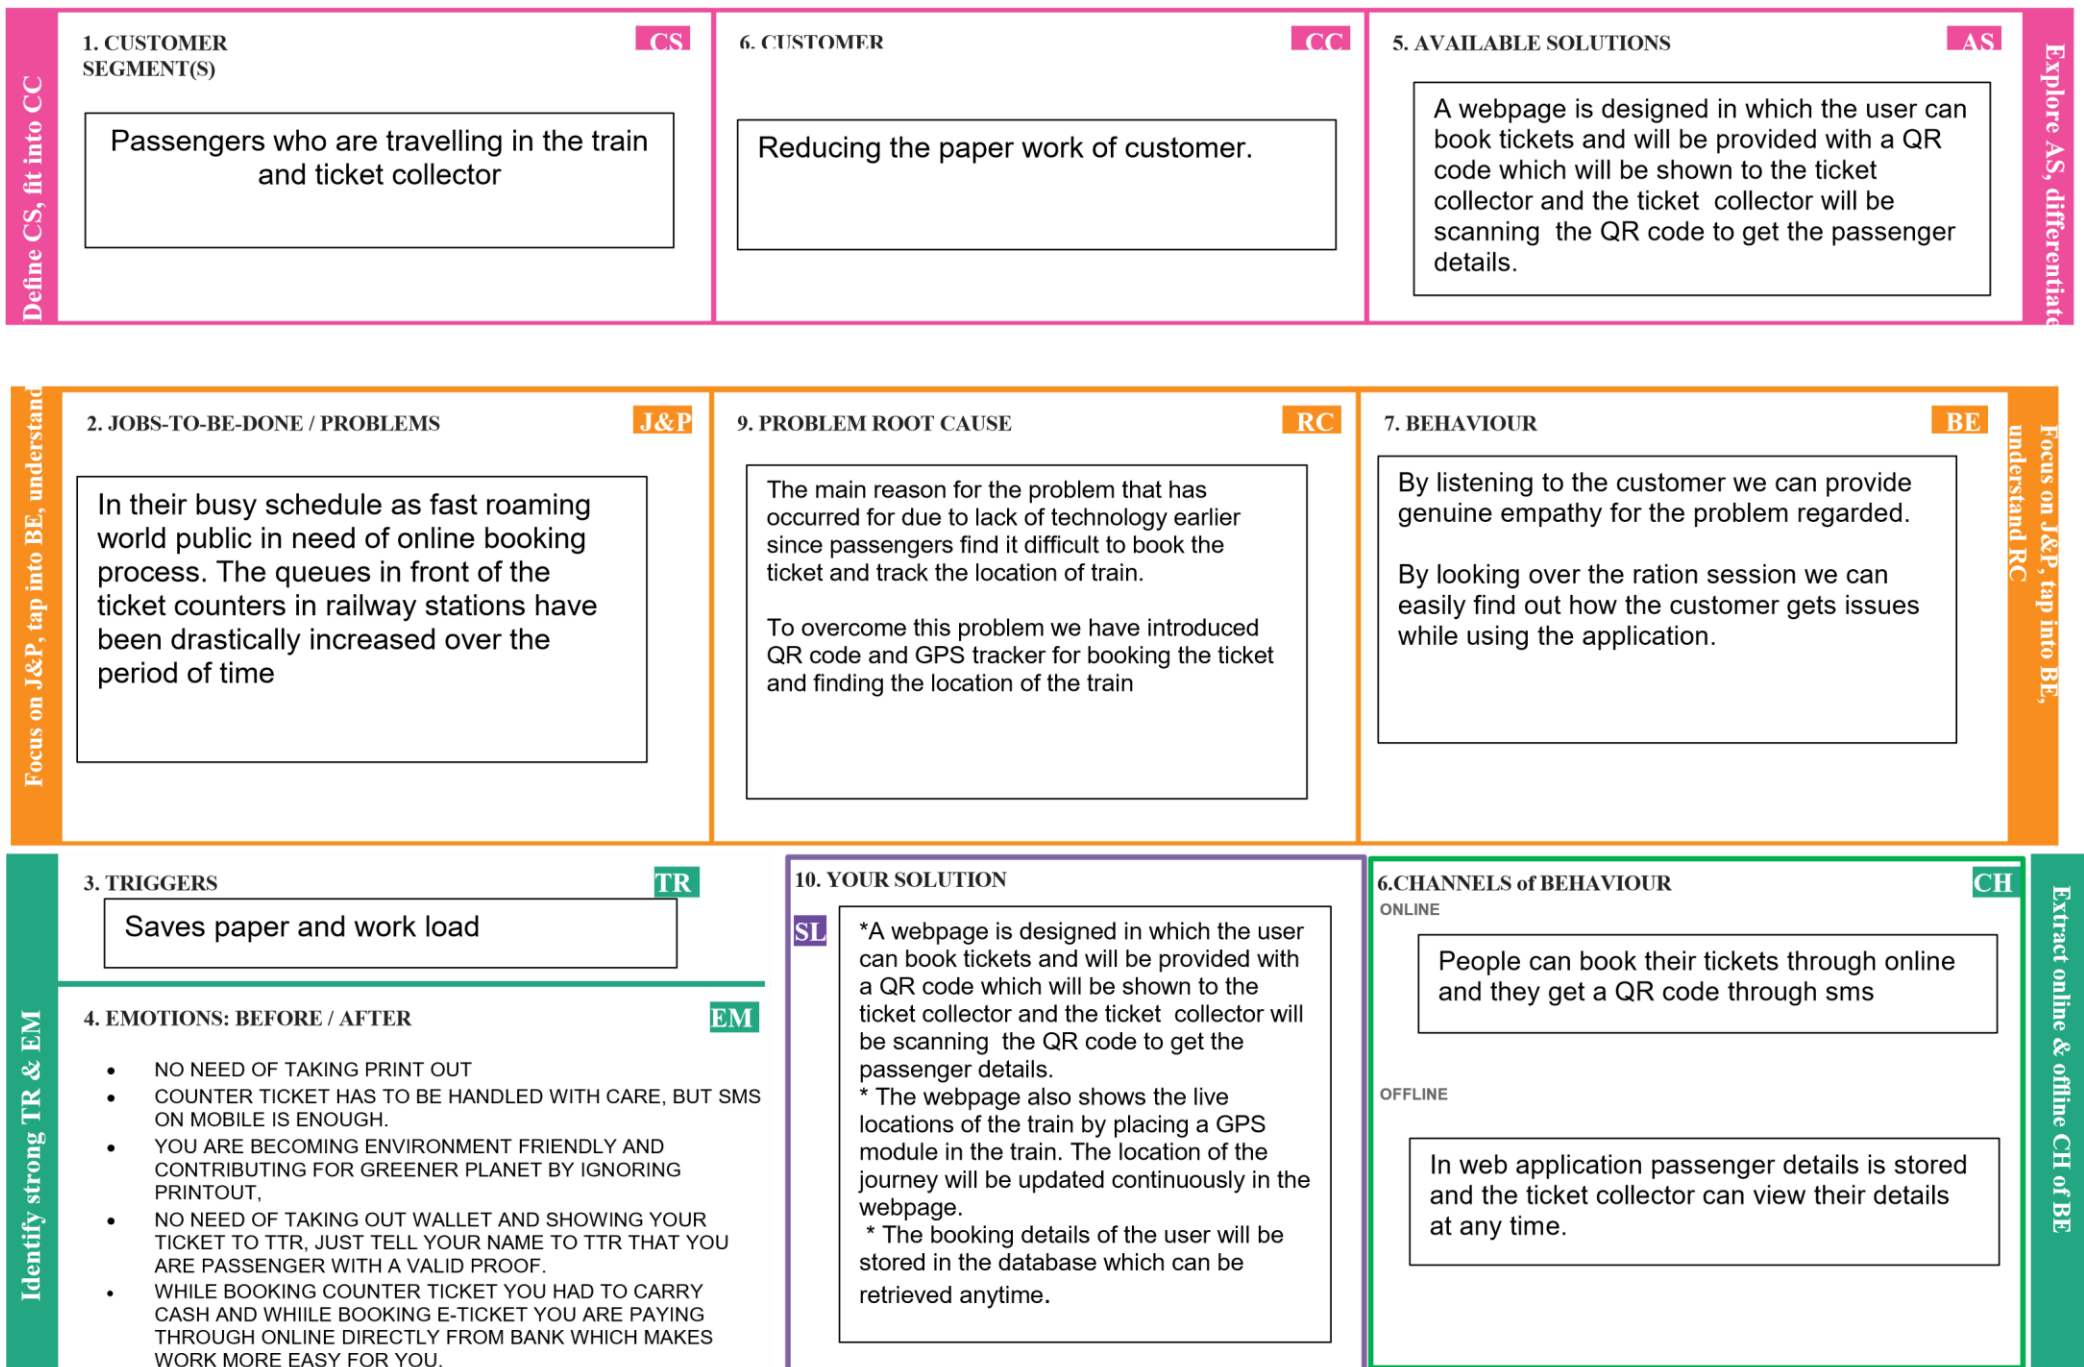 Define CS, fit into CC
1. CUSTOMER
SEGMENT(S)
CS
Passengers who are travelling in the train
and ticket collector
6. CUSTOMER
CC
Reducing the paper work of customer.
5. AVAILABLE SOLUTIONS
AS
A webpage is designed in which the user can
book tickets and will be provided with a QR
code which will be shown to the ticket
collector and the ticket collector will be
scanning the QR code to get the passenger
details.
Explore AS, differentiate
Focus on J&P, tap into BE, understand
2. JOBS-TO-BE-DONE / PROBLEMS
J&P
In their busy schedule as fast roaming
world public in need of online booking
process. The queues in front of the
ticket counters in railway stations have
been drastically increased over the
period of time
9. PROBLEM ROOT CAUSE
RC
The main reason for the problem that has
occurred for due to lack of technology earlier
since passengers find it difficult to book the
ticket and track the location of train.
To overcome this problem we have introduced
QR code and GPS tracker for booking the ticket
and finding the location of the train
7. BEHAVIOUR
BE
By listening to the customer we can provide
genuine empathy for the problem regarded.
By looking over the ration session we can
easily find out how the customer gets issues
while using the application.
Focus on J&P, tap into BE,
understand RC
Identify strong TR & EM
3. TRIGGERS
TR
Saves paper and work load
4. EMOTIONS: BEFORE / AFTER
EM
• NO NEED OF TAKING PRINT OUT
• COUNTER TICKET HAS TO BE HANDLED WITH CARE, BUT SMS
ON MOBILE IS ENOUGH.
• YOU ARE BECOMING ENVIRONMENT FRIENDLY AND
CONTRIBUTING FOR GREENER PLANET BY IGNORING
PRINTOUT,
• NO NEED OF TAKING OUT WALLET AND SHOWING YOUR
TICKET TO TTR, JUST TELL YOUR NAME TO TTR THAT YOU
ARE PASSENGER WITH A VALID PROOF.
• WHILE BOOKING COUNTER TICKET YOU HAD TO CARRY
CASH AND WHIILE BOOKING E-TICKET YOU ARE PAYING
THROUGH ONLINE DIRECTLY FROM BANK WHICH MAKES
WORK MORE EASY FOR YOU.
10. YOUR SOLUTION
SL
*A webpage is designed in which the user
can book tickets and will be provided with
a QR code which will be shown to the
ticket collector and the ticket collector will
be scanning the QR code to get the
passenger details.
* The webpage also shows the live
locations of the train by placing a GPS
module in the train. The location of the
journey will be updated continuously in the
webpage.
* The booking details of the user will be
stored in the database which can be
retrieved anytime.
6.CHANNELS of BEHAVIOUR
CH
ONLINE
People can book their tickets through online
and they get a QR code through sms
OFFLINE
In web application passenger details is stored
and the ticket collector can view their details
at any time.
Extract online & offline CH of BE